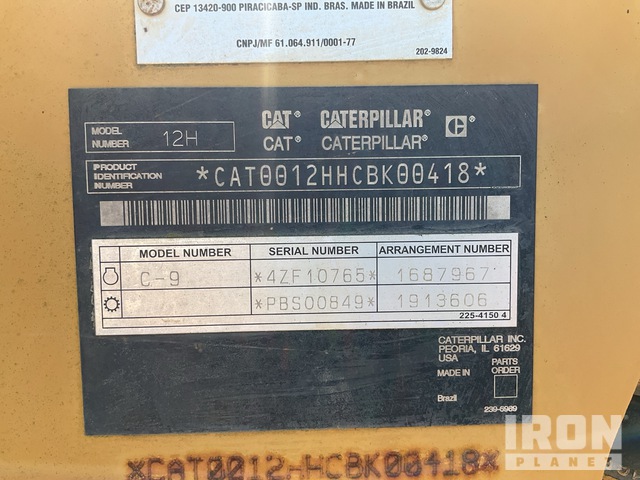 CEP 13420-900 PIRACICABA-SP IND. BRAS. MADE IN BRAZIL
CNPJ/MF 61.064.911/0001-77
202-9824
MODEL NUMBER 12H
CAT® CATERPILLAR® C®
CAT® CATERPILLAR®
PRODUCT IDENTIFICATION NUMBER *CAT0012HHCBK00418*
MODEL NUMBER SERIAL NUMBER ARRANGEMENT NUMBER
C-9 *4ZF10765* 1687967
*PBS00849* 1913606
225-4150 4
CATERPILLAR INC.
PEORIA, IL 61629
USA
MADE IN PARTS ORDER
Brazil
239-5969
*CAT0012HHCBK00418*
IRON
PLANET